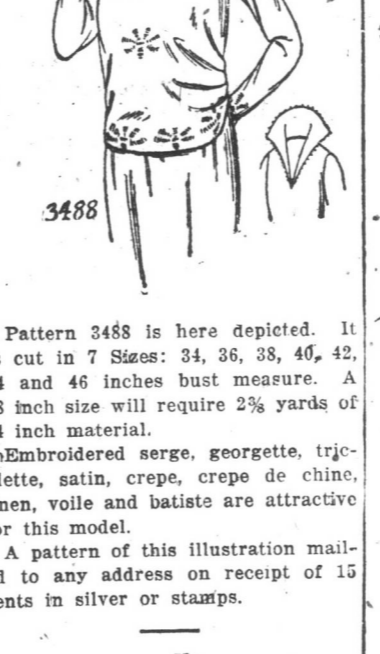 3488
Pattern 3488 is here depicted. It
cut in 7 Sizes: 34, 36, 38, 40, 42,
and 46 inches bust measure. A
inch size will require 2⅜ yards of
inch material.
Embroidered serge, georgette, tric-
lette, satin, crepe, crepe de chine,
nen, voile and batiste are attractive
or this model.
A pattern of this illustration mail-
d to any address on receipt of 15
ents in silver or stamps.